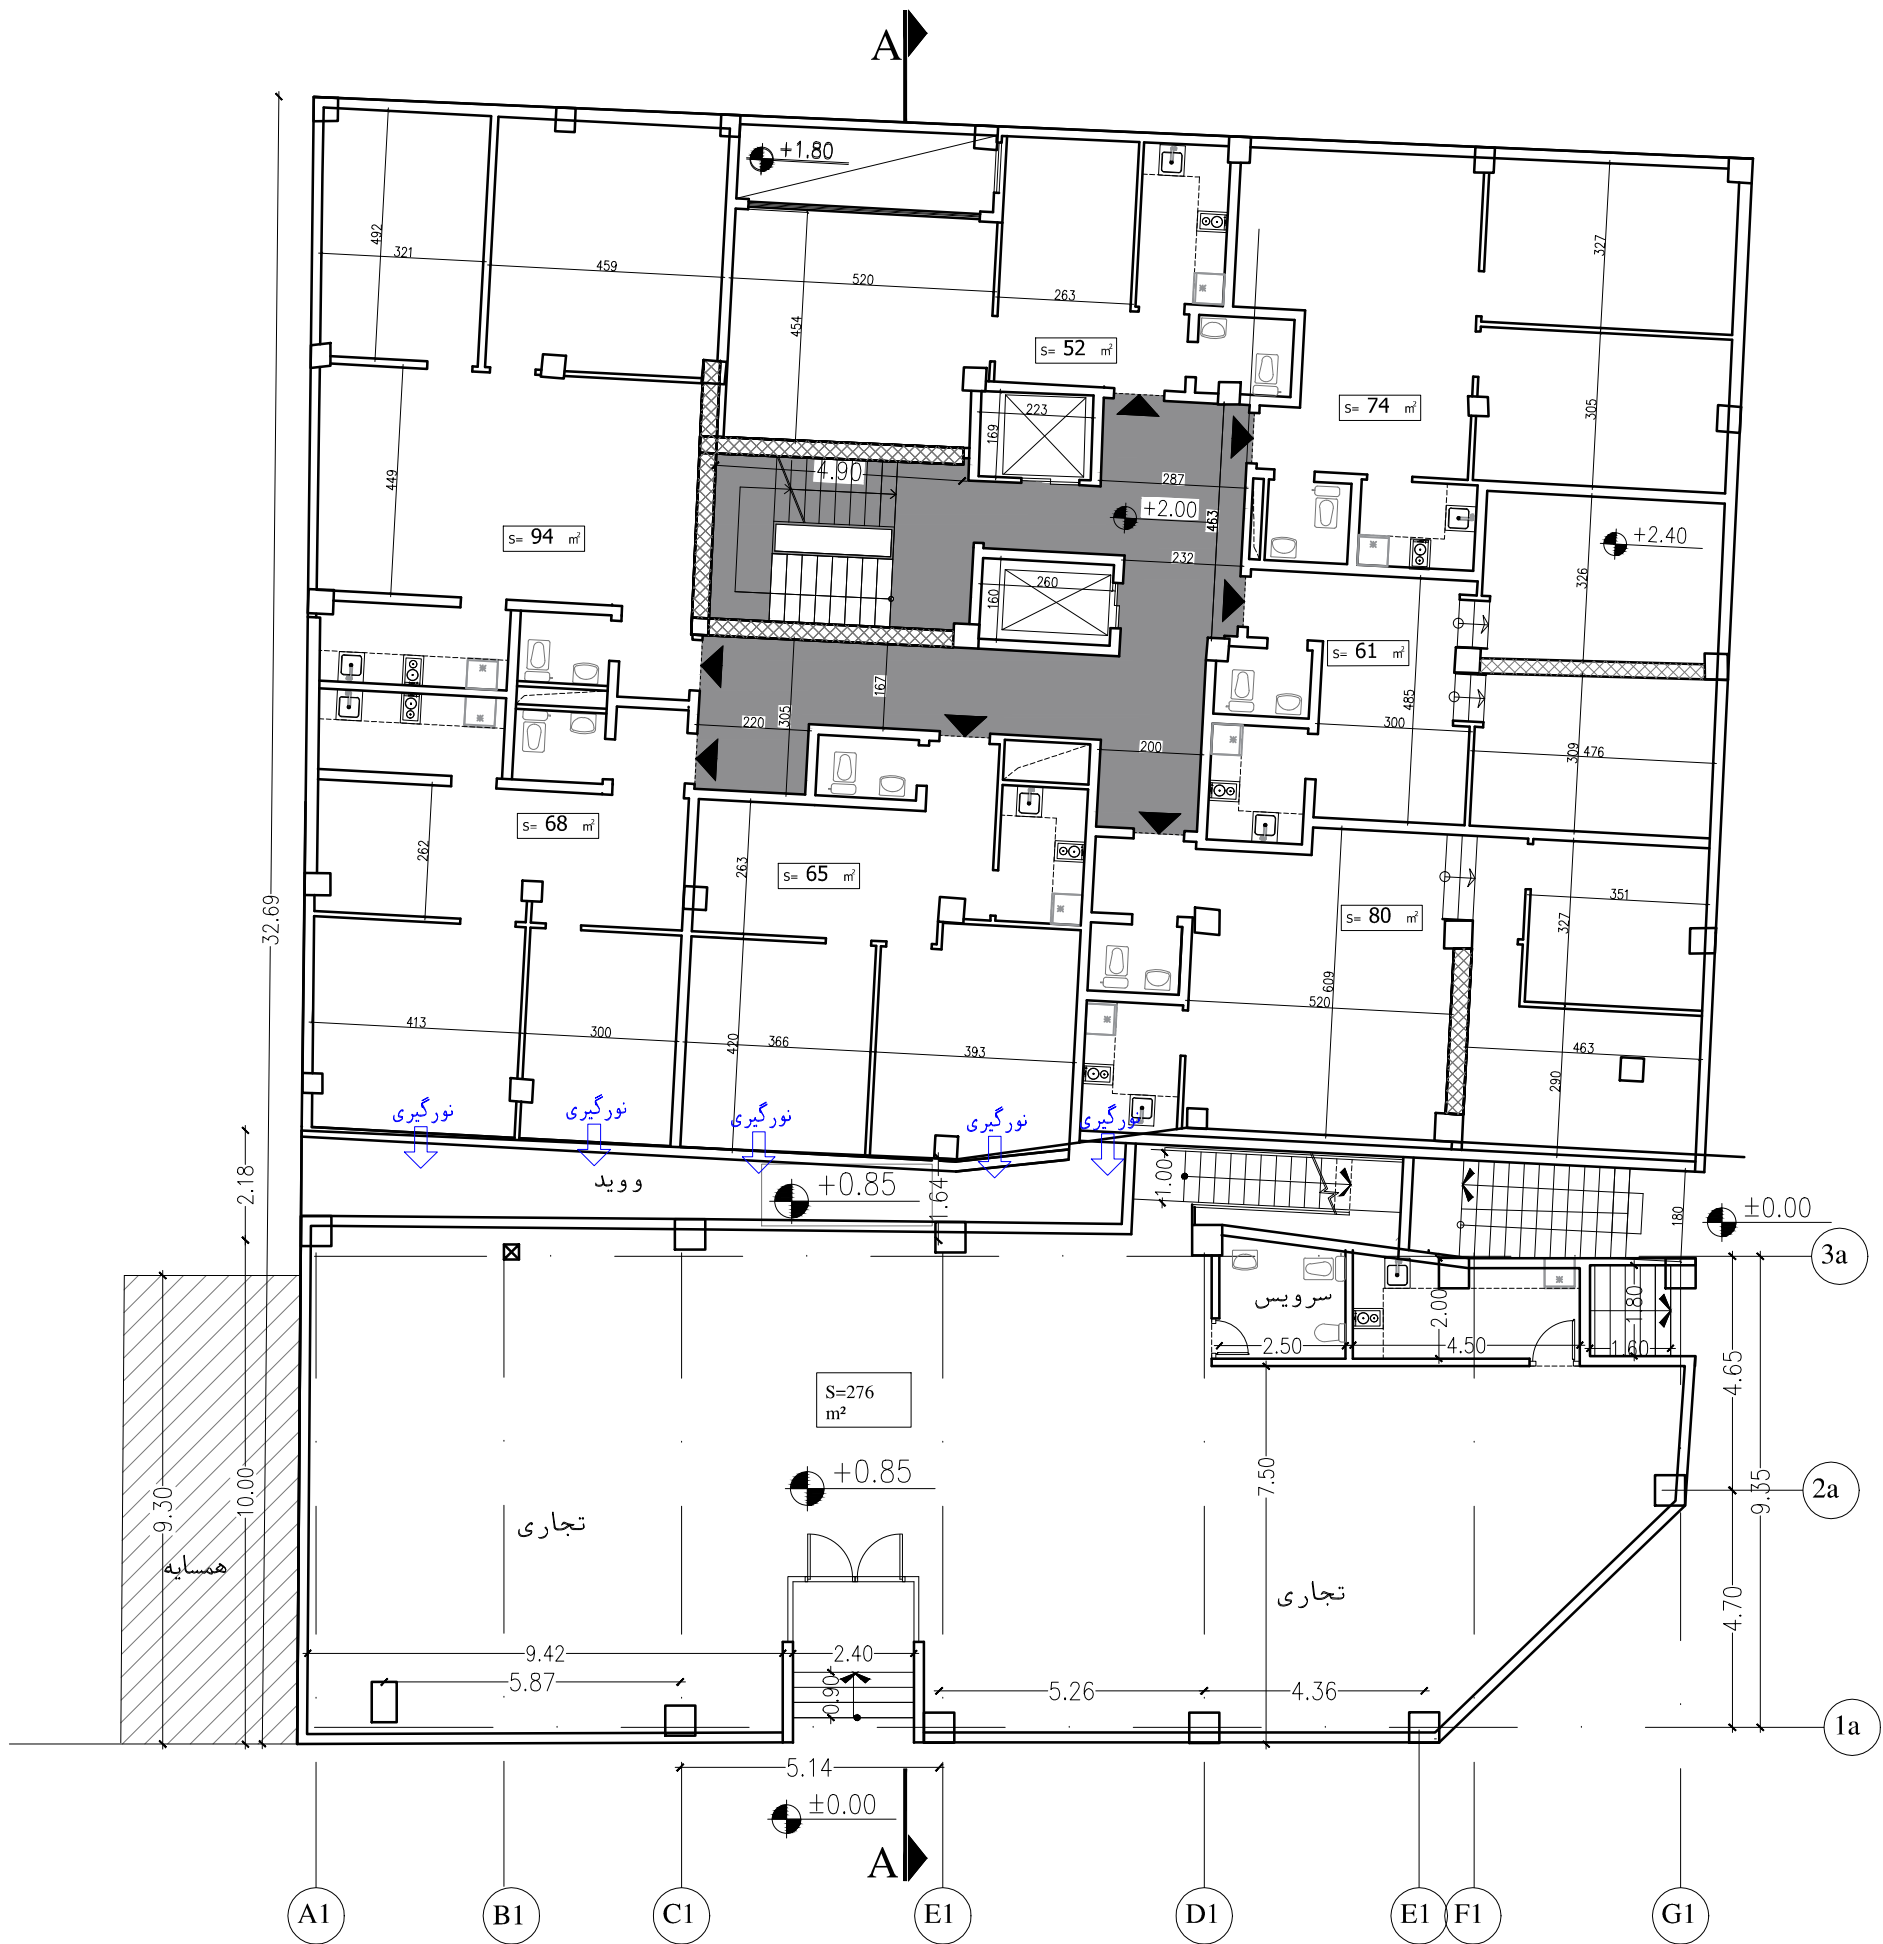 A
+1.80
492
321
459
520
454
263
327
S= 52 m²
S= 74 m²
305
223
169
4.90
287
463
+2.00
449
S= 94 m²
+2.40
232
326
260
160
S= 61 m²
167
485
300
220
305
200
309
476
S= 68 m²
262
263
S= 65 m²
351
S= 80 m²
327
609
520
413
300
420
366
393
463
290
32.69
نورگیری
نورگیری
نورگیری
نورگیری
نورگیری
2.18
وويد
+0.85
1.64
1.00
180
±0.00
3a
سرویس
2.00
1.80
2.50
4.50
1.60
4.65
S=276
m²
+0.85
7.50
9.35
2a
9.30
10.00
تجاری
همسایه
تجاری
4.70
9.42
2.40
5.87
0.90
5.26
4.36
1a
5.14
±0.00
A
A1
B1
C1
E1
D1
E1
F1
G1